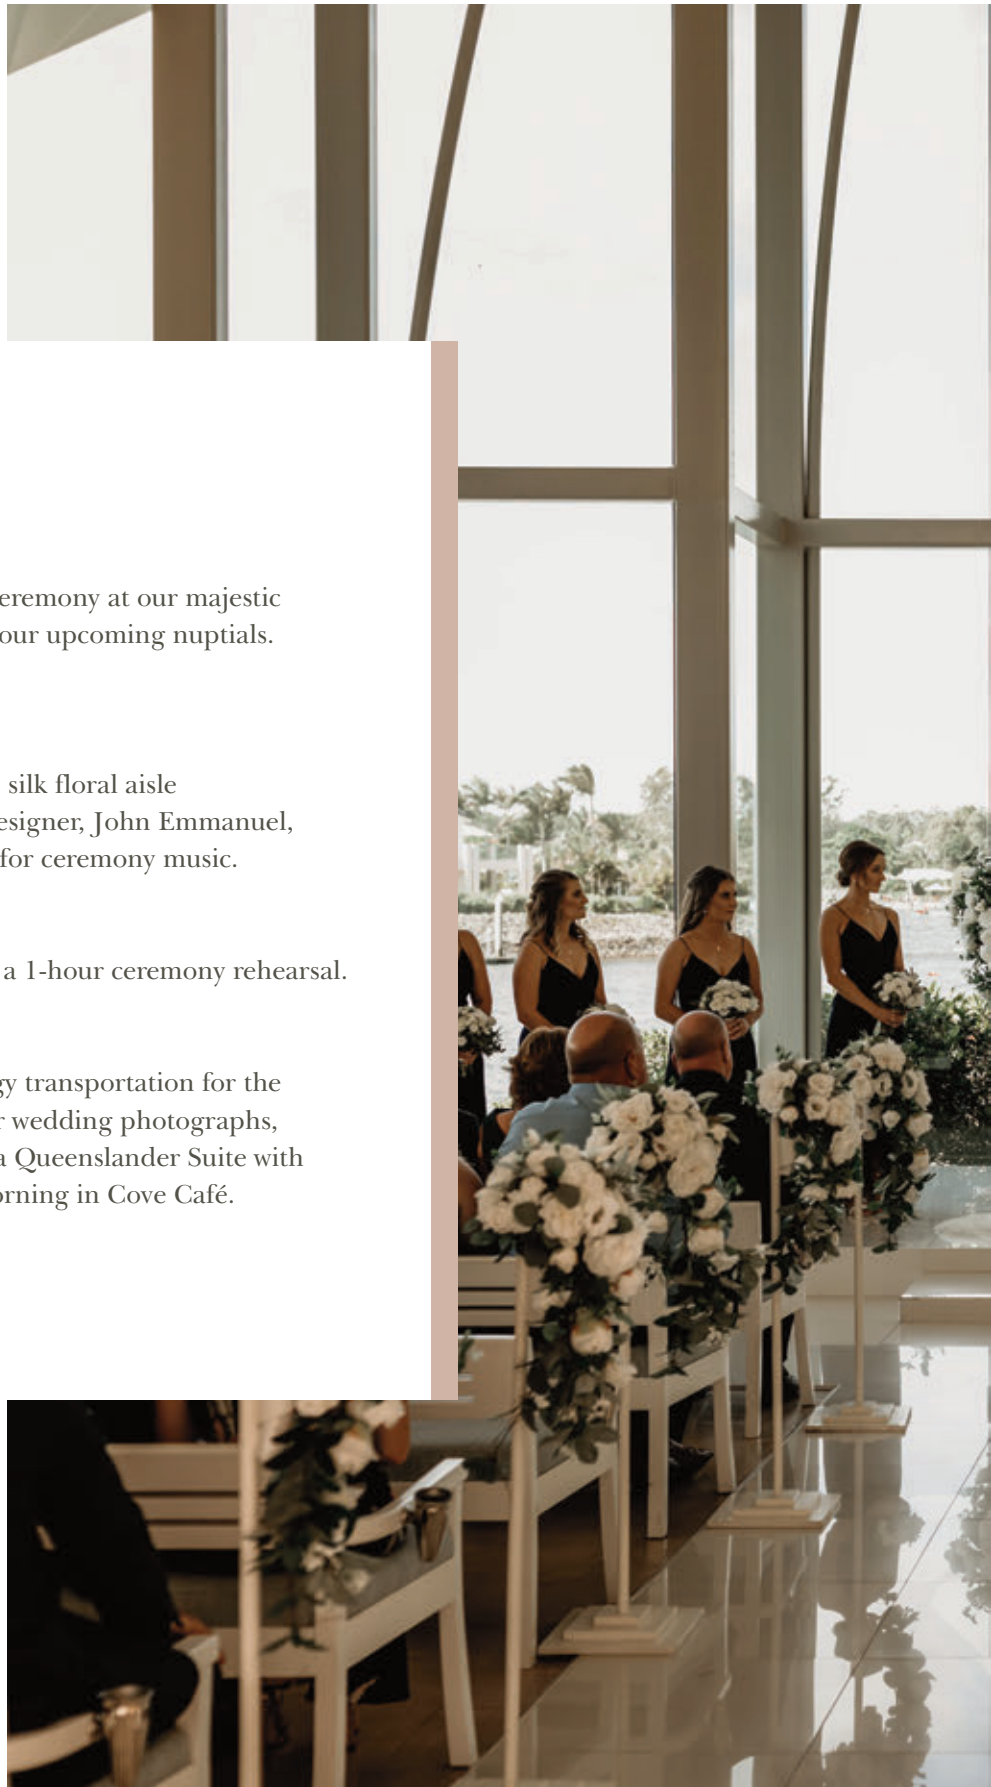 eremony at our majestic
our upcoming nuptials.
silk floral aisle
esigner, John Emmanuel,
for ceremony music.
a 1-hour ceremony rehearsal.
gy transportation for the
r wedding photographs,
a Queenslander Suite with
orning in Cove Café.